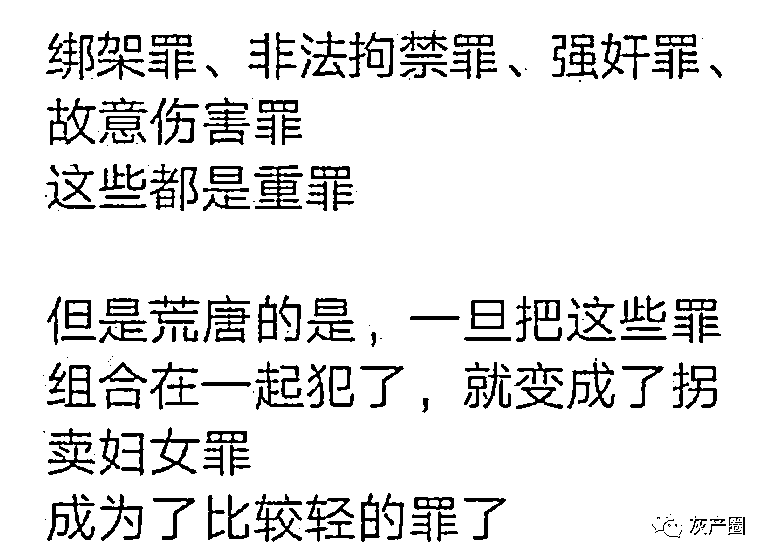 绑架罪、非法拘禁罪、强奸罪、
故意伤害罪
这些都是重罪
但是荒唐的是，一旦把这些罪
组合在一起犯了，就变成了拐
卖妇女罪
成为了比较轻的罪了
灰产圈